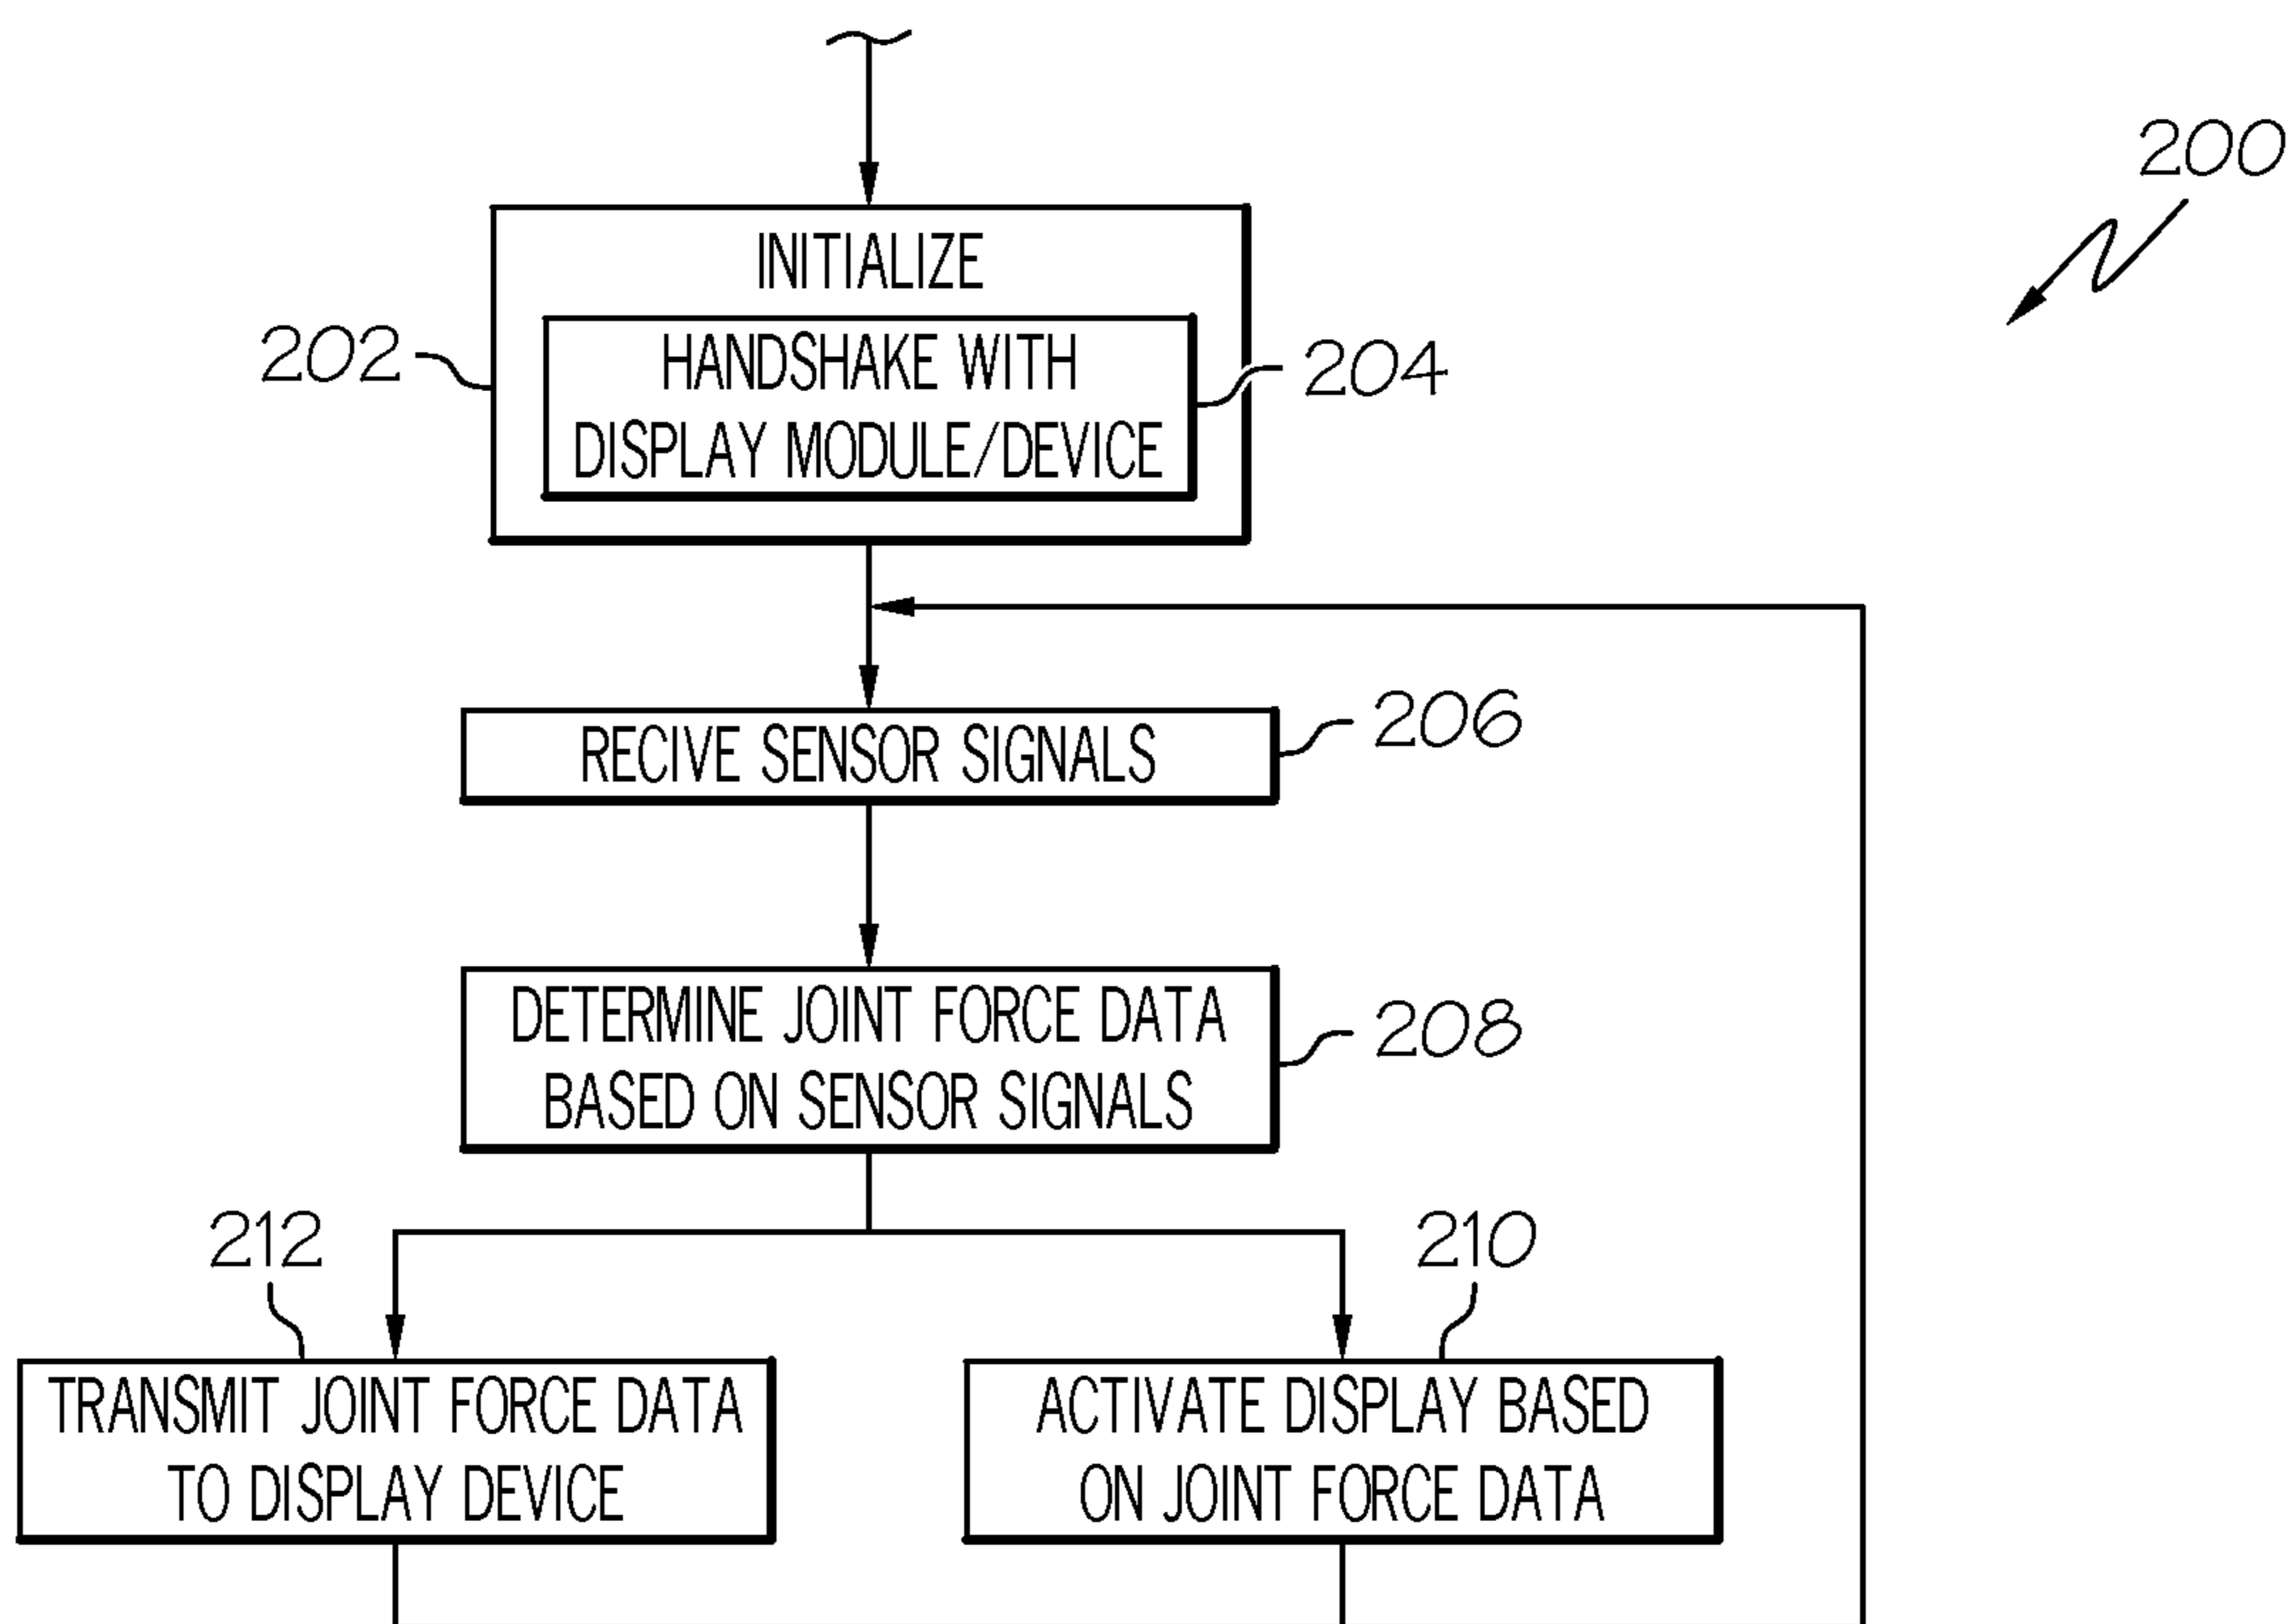 200
INITIALIZE
202
HANDSHAKE WITH
DISPLAY MODULE/DEVICE
204
RECIVE SENSOR SIGNALS
206
DETERMINE JOINT FORCE DATA
BASED ON SENSOR SIGNALS
208
212
210
TRANSMIT JOINT FORCE DATA
TO DISPLAY DEVICE
ACTIVATE DISPLAY BASED
ON JOINT FORCE DATA